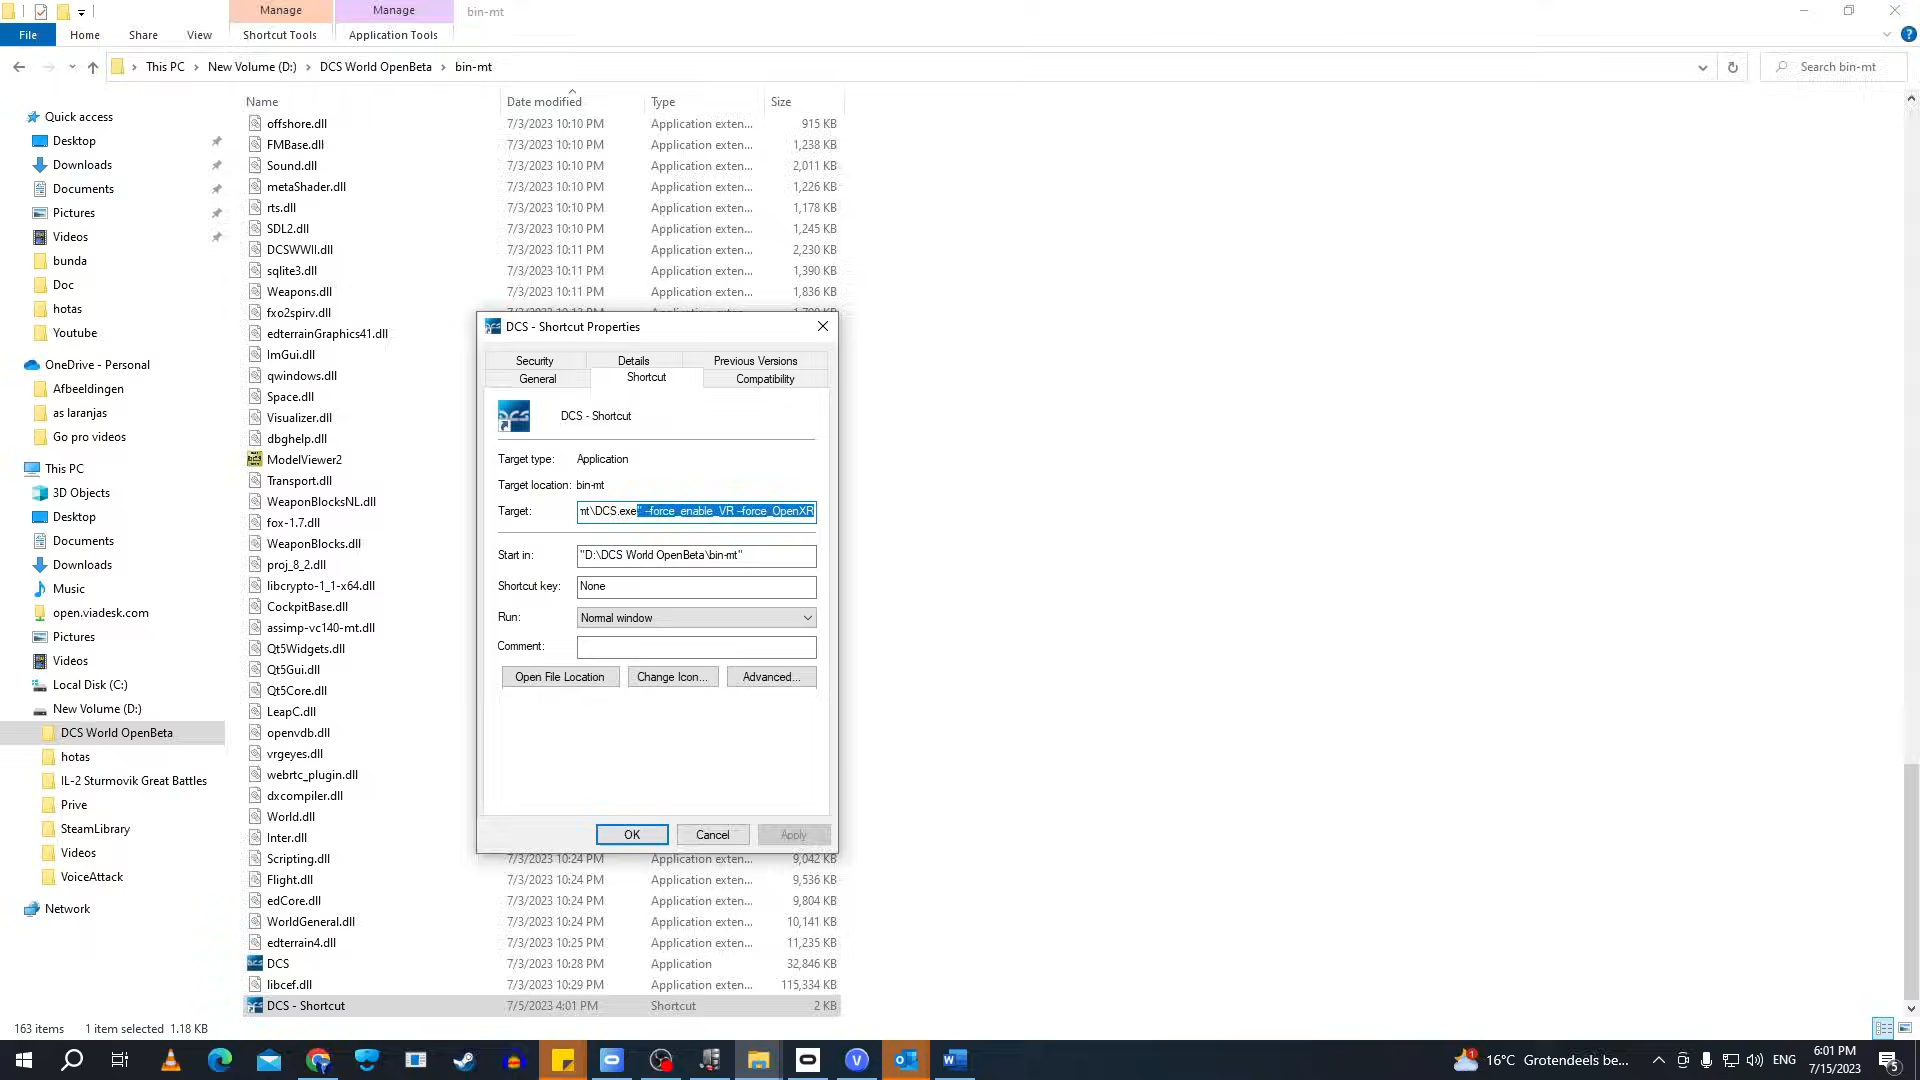 Manage
Manage
bin-mt
File
Home
Share
View
Shortcut Tools
Application Tools
This PC
New Volume (D:)
DCS World OpenBeta
bin-mt
Search bin-mt
Quick access
Desktop
Downloads
Documents
Pictures
Videos
bunda
Doc
hotas
Youtube
OneDrive - Personal
Afbeeldingen
as laranjas
Go pro videos
This PC
3D Objects
Desktop
Documents
Downloads
Music
open.viadesk.com
Pictures
Videos
Local Disk (C:)
New Volume (D:)
DCS World OpenBeta
hotas
IL-2 Sturmovik Great Battles
Prive
SteamLibrary
Videos
VoiceAttack
Network
Name Date modified Type Size
offshore.dll 7/3/2023 10:10 PM Application exten... 915 KB
FMBase.dll 7/3/2023 10:10 PM Application exten... 1,238 KB
Sound.dll 7/3/2023 10:10 PM Application exten... 2,011 KB
metaShader.dll 7/3/2023 10:10 PM Application exten... 1,226 KB
rts.dll 7/3/2023 10:10 PM Application exten... 1,178 KB
SDL2.dll 7/3/2023 10:10 PM Application exten... 1,245 KB
DCSWWII.dll 7/3/2023 10:11 PM Application exten... 2,230 KB
sqlite3.dll 7/3/2023 10:11 PM Application exten... 1,390 KB
Weapons.dll 7/3/2023 10:11 PM Application exten... 1,836 KB
fxo2spirv.dll
edterrainGraphics41.dll
ImGui.dll
qwindows.dll
Space.dll
Visualizer.dll
dbghelp.dll
ModelViewer2
Transport.dll
WeaponBlocksNL.dll
fox-1.7.dll
WeaponBlocks.dll
proj_8_2.dll
libcrypto-1_1-x64.dll
CockpitBase.dll
assimp-vc140-mt.dll
Qt5Widgets.dll
Qt5Gui.dll
Qt5Core.dll
LeapC.dll
openvdb.dll
vrgeyes.dll
webrtc_plugin.dll
dxcompiler.dll
World.dll
Inter.dll
Scripting.dll 7/3/2023 10:24 PM Application exten... 9,042 KB
Flight.dll 7/3/2023 10:24 PM Application exten... 9,536 KB
edCore.dll 7/3/2023 10:24 PM Application exten... 9,804 KB
WorldGeneral.dll 7/3/2023 10:24 PM Application exten... 10,141 KB
edterrain4.dll 7/3/2023 10:25 PM Application exten... 11,235 KB
DCS 7/3/2023 10:28 PM Application 32,846 KB
libcef.dll 7/3/2023 10:29 PM Application exten... 115,334 KB
DCS - Shortcut 7/5/2023 4:01 PM Shortcut 2 KB
DCS - Shortcut Properties
Security Details Previous Versions
General Shortcut Compatibility
DCS - Shortcut
Target type: Application
Target location: bin-mt
Target: mt\DCS.exe" --force_enable_VR --force_OpenXR
Start in: "D:\DCS World OpenBeta\bin-mt"
Shortcut key: None
Run: Normal window
Comment:
Open File Location Change Icon... Advanced...
OK Cancel Apply
163 items 1 item selected 1.18 KB
16°C Grotendeels be...
ENG
6:01 PM
7/15/2023
5